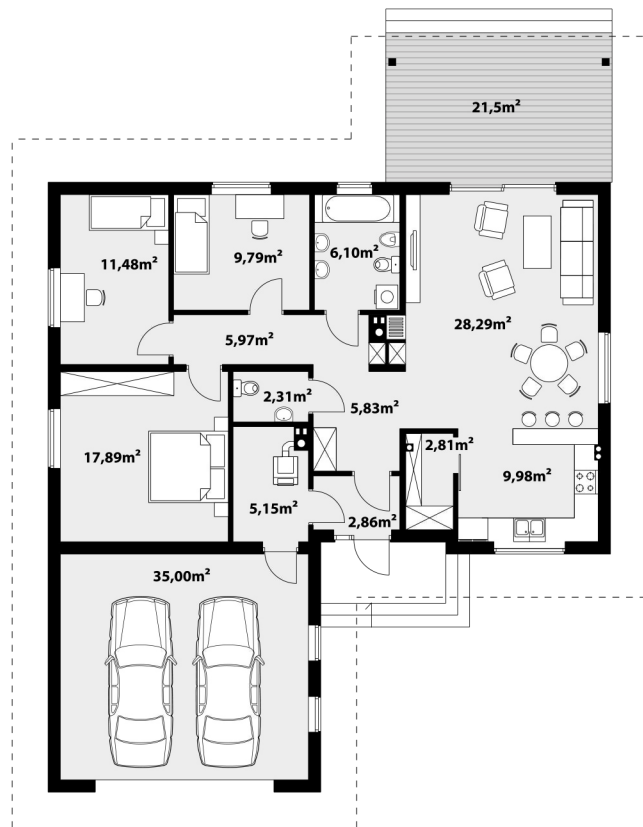 21,5m²
11,48m²
9,79m²
6,10m²
28,29m²
5,97m²
2,31m²
5,83m²
17,89m²
2,81m²
9,98m²
5,15m²
2,86m²
35,00m²